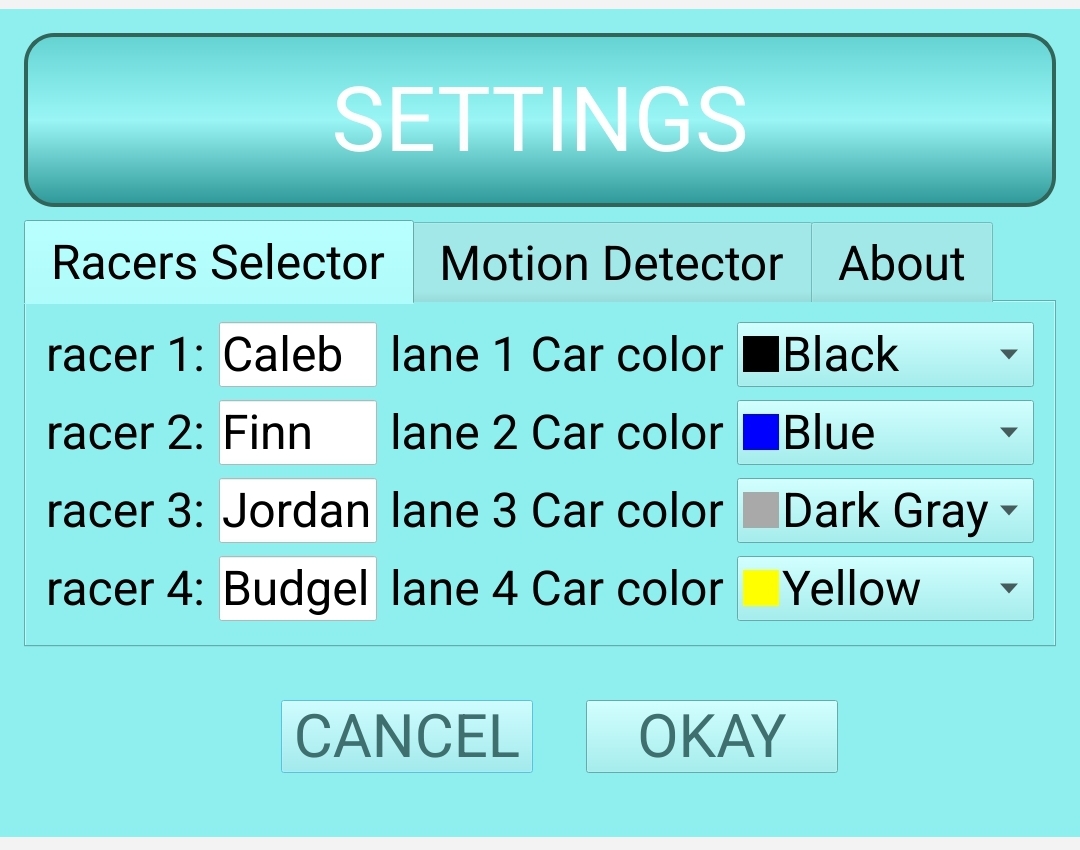 SETTINGS
Racers Selector Motion Detector About
racer 1: Caleb lane 1 Car color Black
racer 2: Finn lane 2 Car color Blue
racer 3: Jordan lane 3 Car color Dark Gray
racer 4: Budgel lane 4 Car color Yellow
CANCEL OKAY